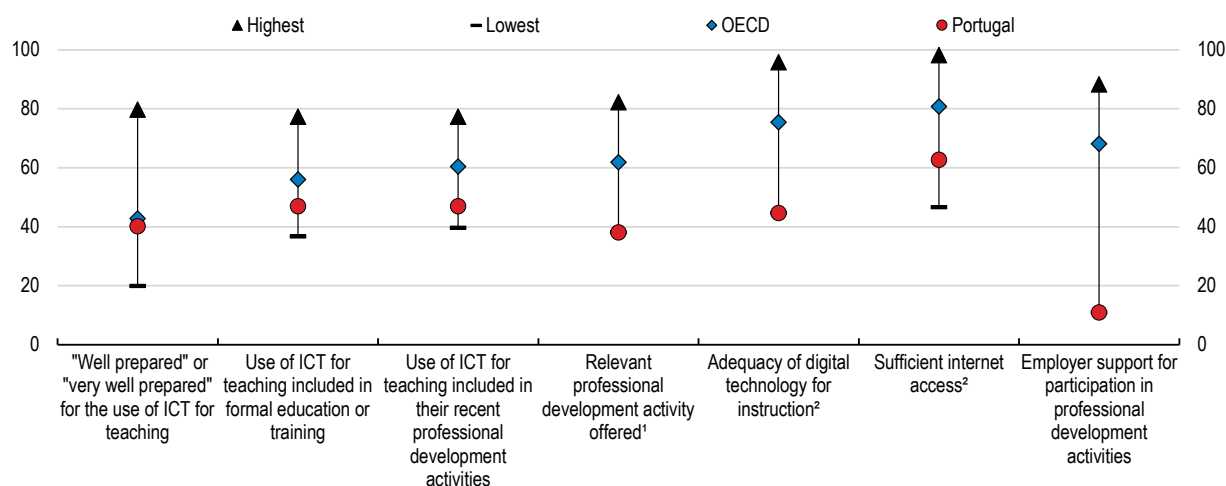 Highest Lowest OECD Portugal
100 100
80 80
60 60
40 40
20 20
0 0
"Well prepared" or
"very well prepared"
for the use of ICT for
teaching
Use of ICT for
teaching included in
formal education or
training
Use of ICT for
teaching included in
their recent
professional
development
activities
Relevant
professional
development activity
offered¹
Adequacy of digital
technology for
instruction²
Sufficient internet
access²
Employer support for
participation in
professional
development
activities